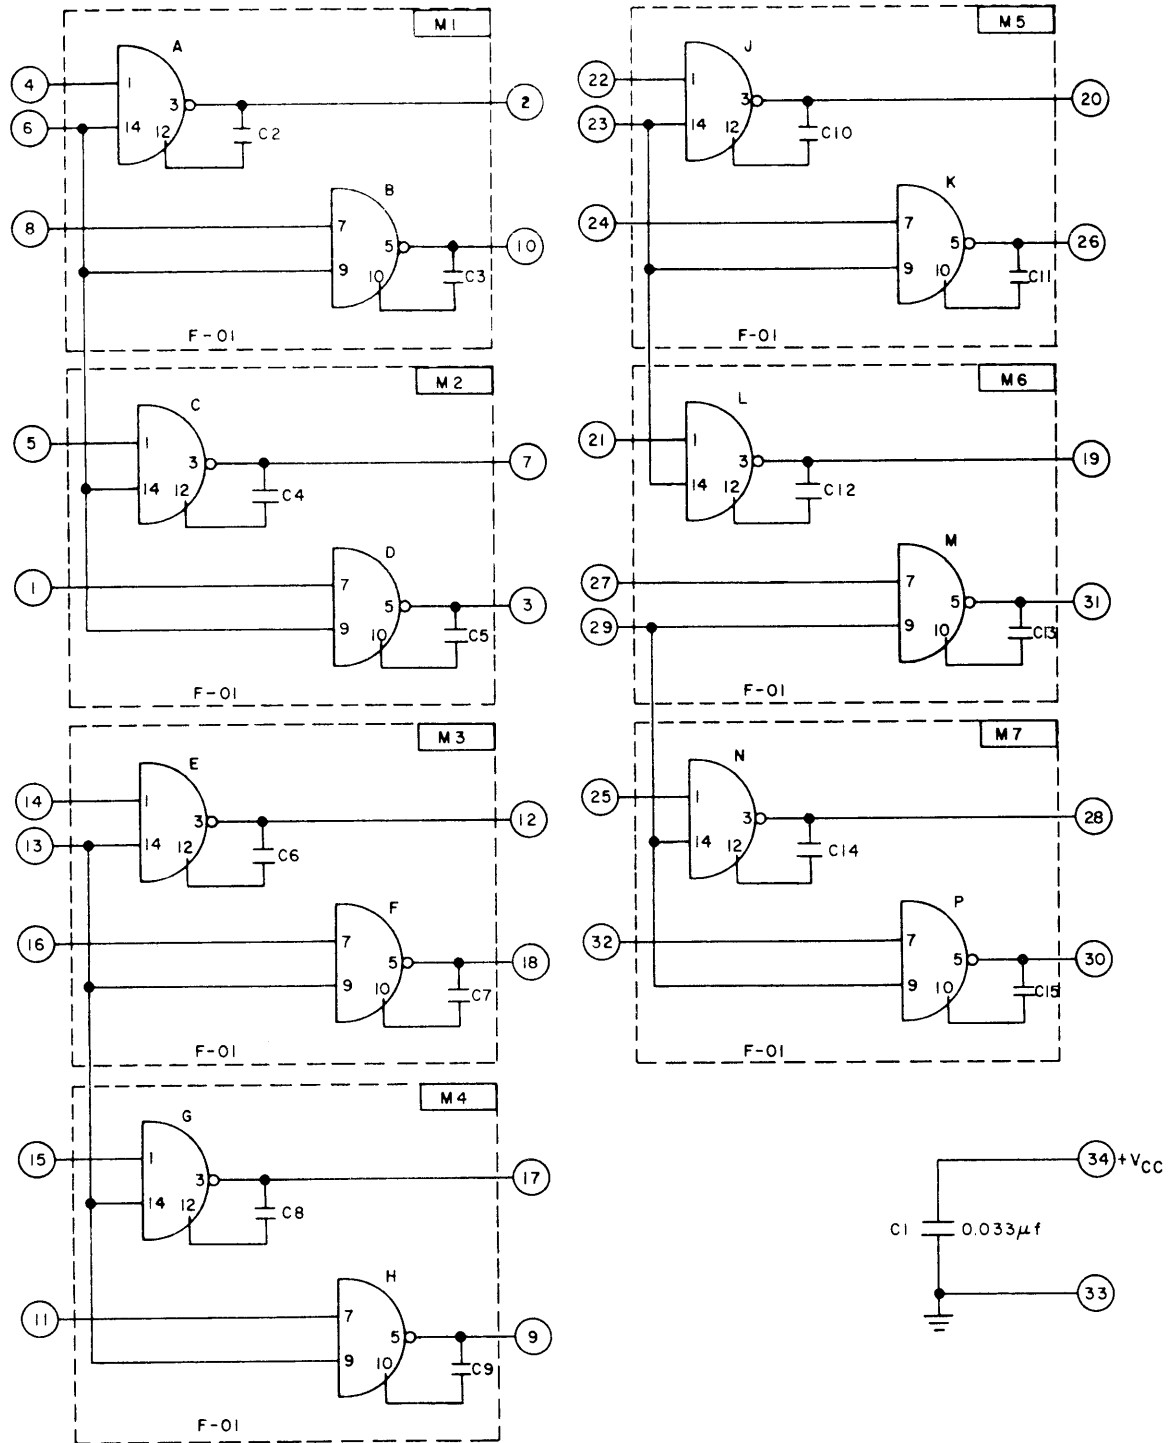 M1
A
4
1
3
2
6
14
12
C2
B
8
7
5
10
9
10
C3
F-01
M2
C
5
1
3
7
14
12
C4
D
1
7
5
3
9
10
C5
F-01
M3
E
14
1
3
12
13
14
12
C6
F
16
7
5
18
9
10
C7
F-01
M4
G
15
1
3
17
14
12
C8
H
11
7
5
9
9
10
C9
F-01
M5
J
22
1
3
20
23
14
12
C10
K
24
7
5
26
9
10
C11
F-01
M6
L
21
1
3
19
14
12
C12
M
27
7
5
31
29
9
10
C13
F-01
M7
N
25
1
3
28
14
12
C14
P
32
7
5
30
9
10
C15
F-01
34 +VCC
C1 0.033μf
33